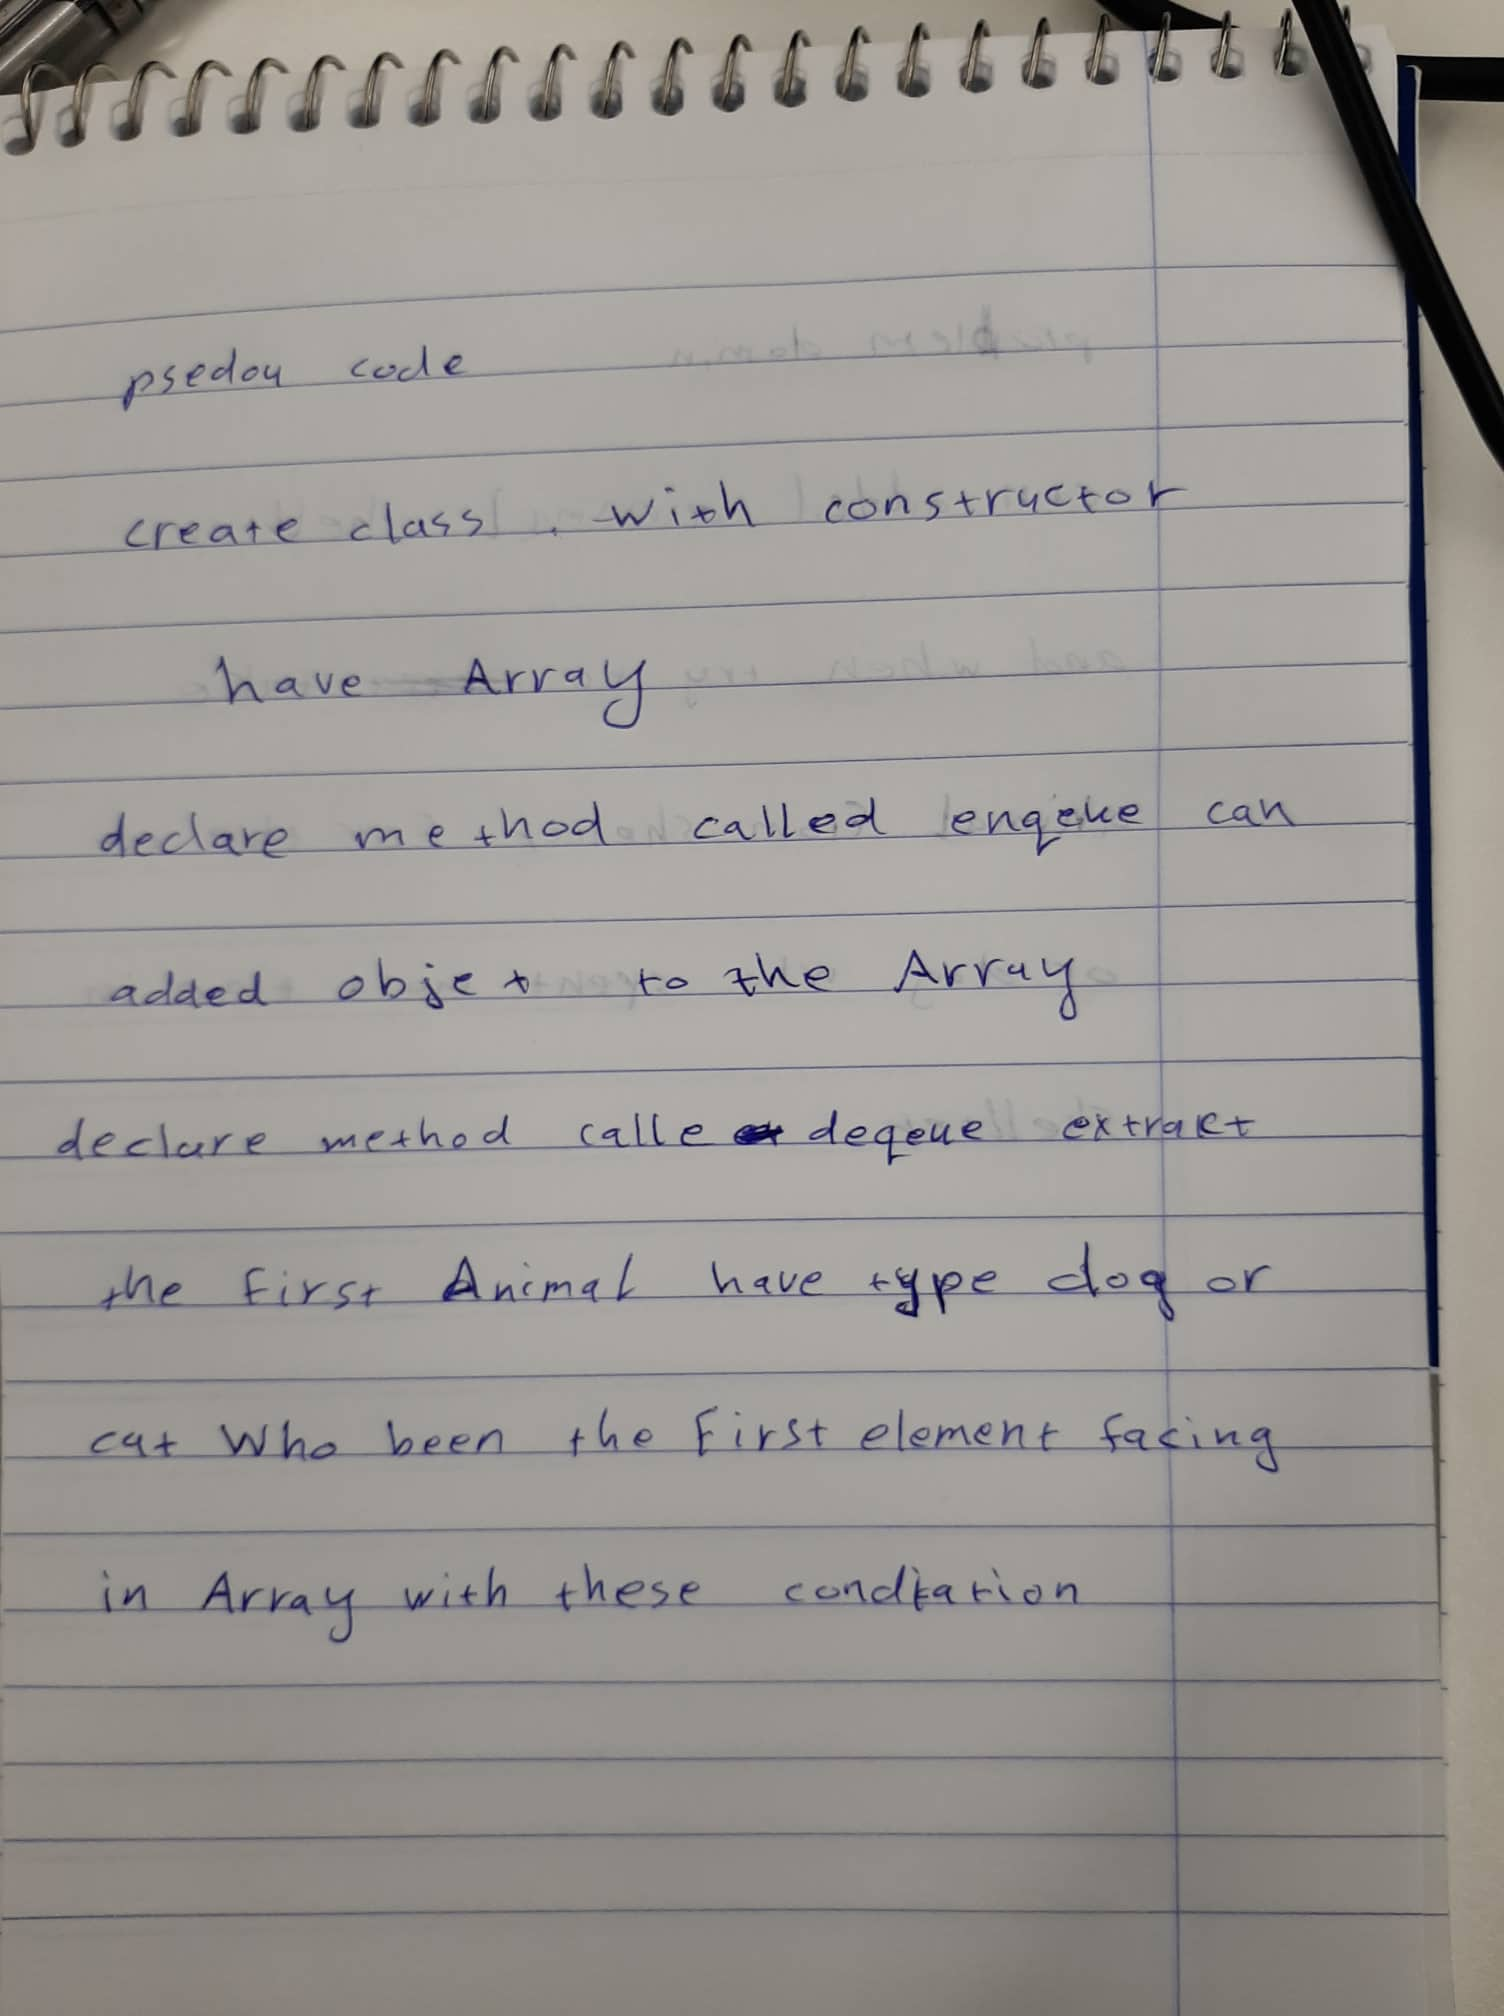 psedou code
create class with constructor
have Array
declare method called enqeue can
added objet to the Array
declare method calle deqeue extract
the first Animal have type dog or
cat Who been the first element facing
in Array with these conditation